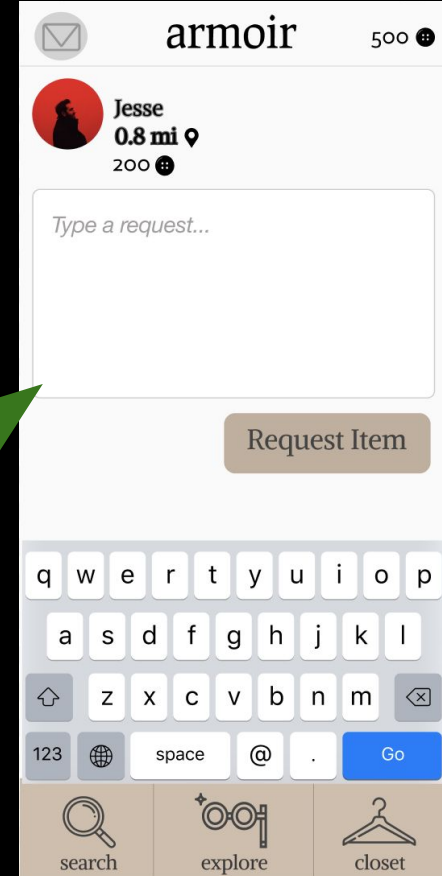 armoir
500
Jesse
0.8 mi
200
Type a request...
Request Item
q w e r t y u i o p
a s d f g h j k l
z x c v b n m
123 space @ . Go
search explore closet